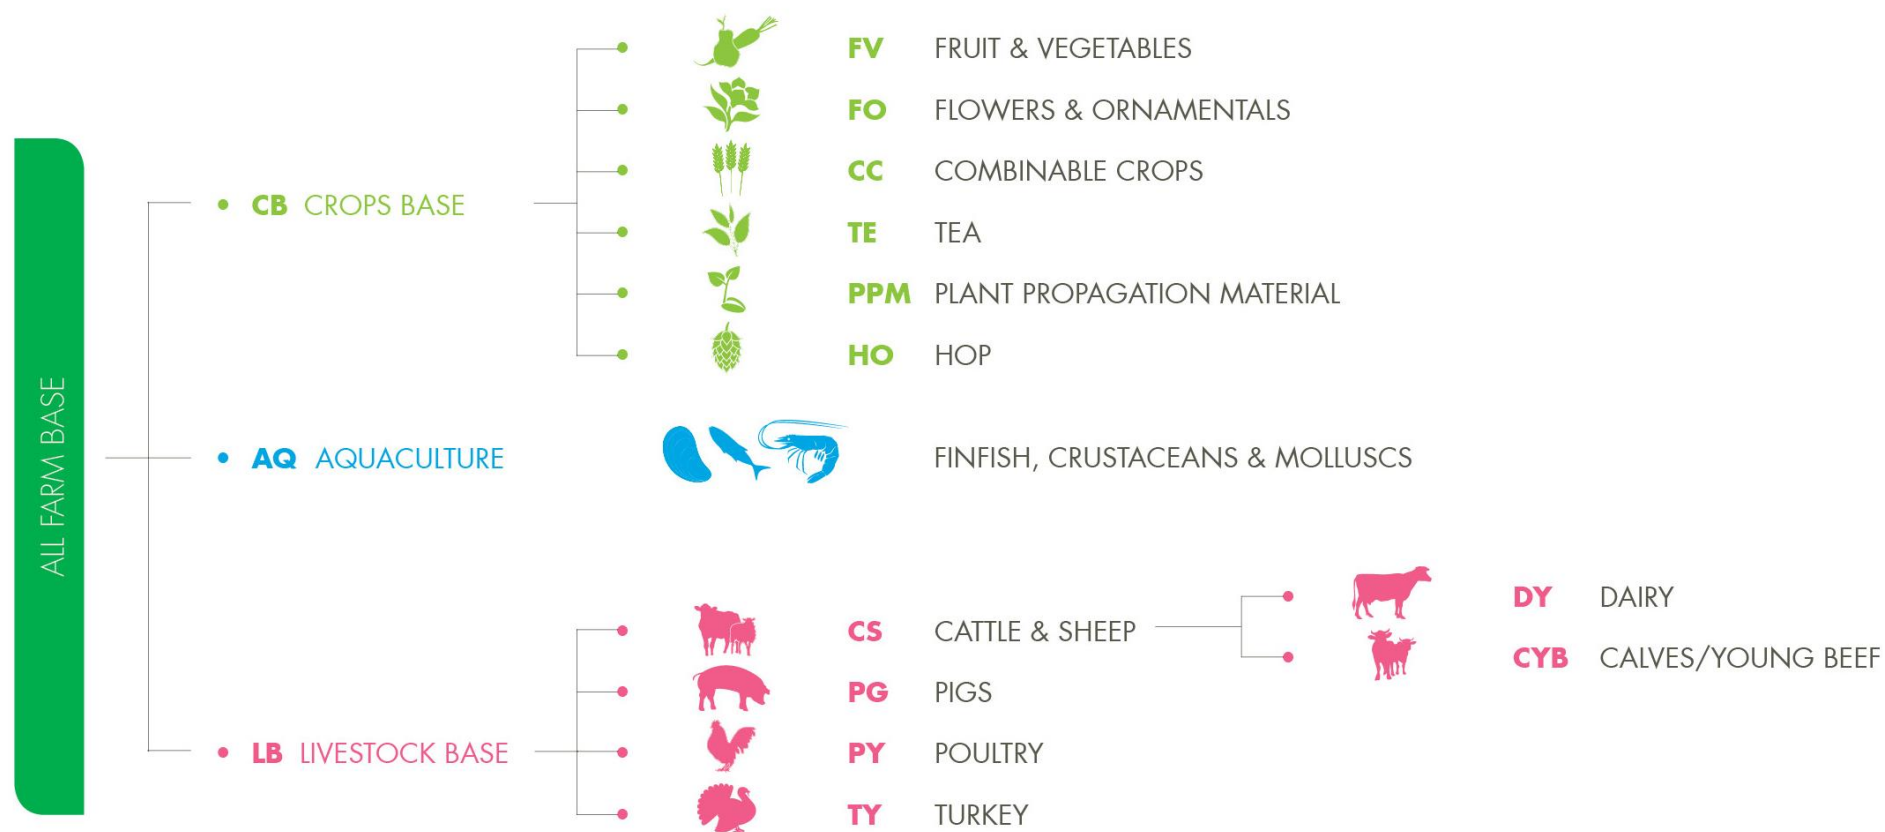 ALL FARM BASE
CB CROPS BASE
FV FRUIT & VEGETABLES
FO FLOWERS & ORNAMENTALS
CC COMBINABLE CROPS
TE TEA
PPM PLANT PROPAGATION MATERIAL
HO HOP
AQ AQUACULTURE
FINFISH, CRUSTACEANS & MOLLUSCS
LB LIVESTOCK BASE
CS CATTLE & SHEEP
DY DAIRY
CYB CALVES/YOUNG BEEF
PG PIGS
PY POULTRY
TY TURKEY